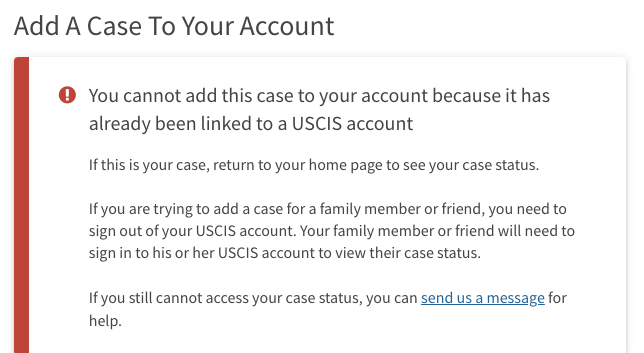 Add A Case To Your Account
You cannot add this case to your account because it has
already been linked to a USCIS account
If this is your case, return to your home page to see your case status.
If you are trying to add a case for a family member or friend, you need to
sign out of your USCIS account. Your family member or friend will need to
sign in to his or her USCIS account to view their case status.
If you still cannot access your case status, you can send us a message for
help.